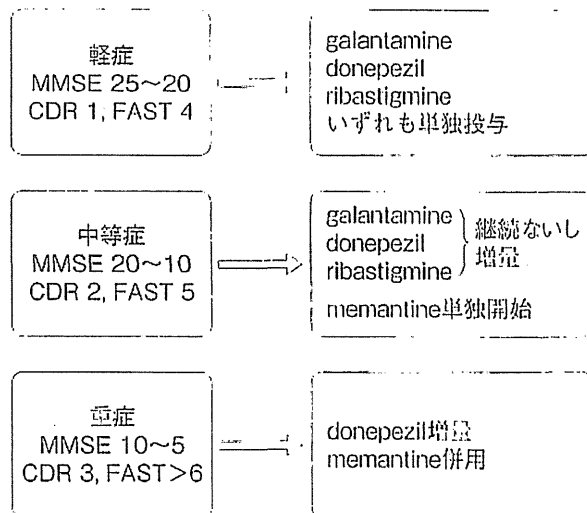 軽症
MMSE 25～20
CDR 1, FAST 4
galantamine
donepezil
ribastigmine
いずれも単独投与
中等症
MMSE 20～10
CDR 2, FAST 5
galantamine
donepezil
ribastigmine
継続ないし
増量
memantine単独開始
重症
MMSE 10～5
CDR 3, FAST>6
donepezil増量
memantine併用